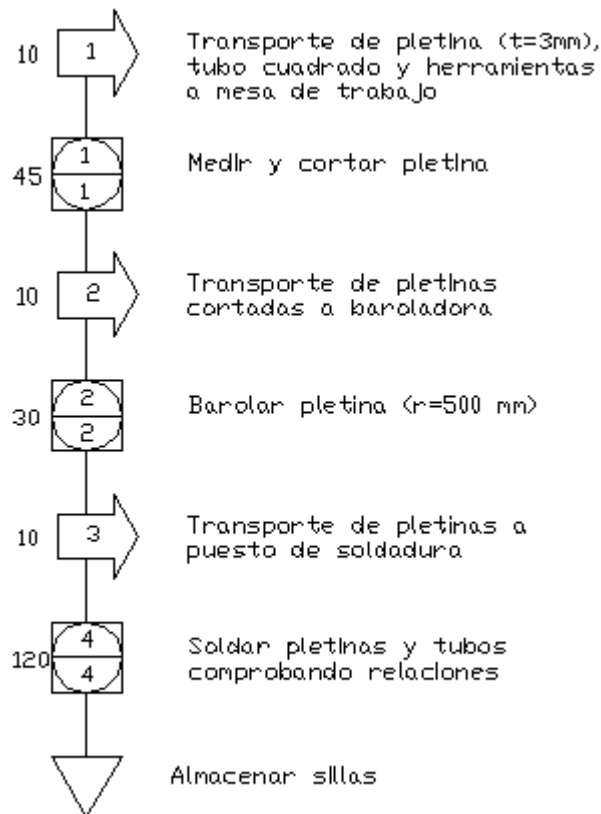 10
1
Transporte de pletina (t=3mm),
tubo cuadrado y herramientas
a mesa de trabajo
45
1
1
Medir y cortar pletina
10
2
Transporte de pletinas
cortadas a baroladora
30
2
2
Barolar pletina (r=500 mm)
10
3
Transporte de pletinas a
puesto de soldadura
120
4
4
Soldar pletinas y tubos
comprobando relaciones
Almacenar sillas